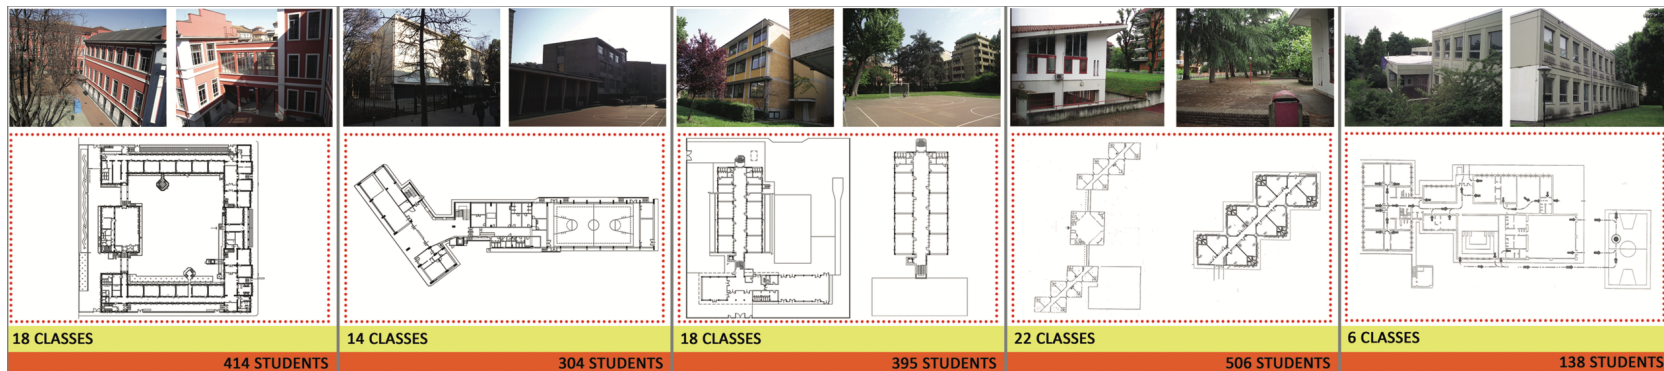 18 CLASSES
414 STUDENTS
14 CLASSES
304 STUDENTS
18 CLASSES
395 STUDENTS
22 CLASSES
506 STUDENTS
6 CLASSES
138 STUDENTS